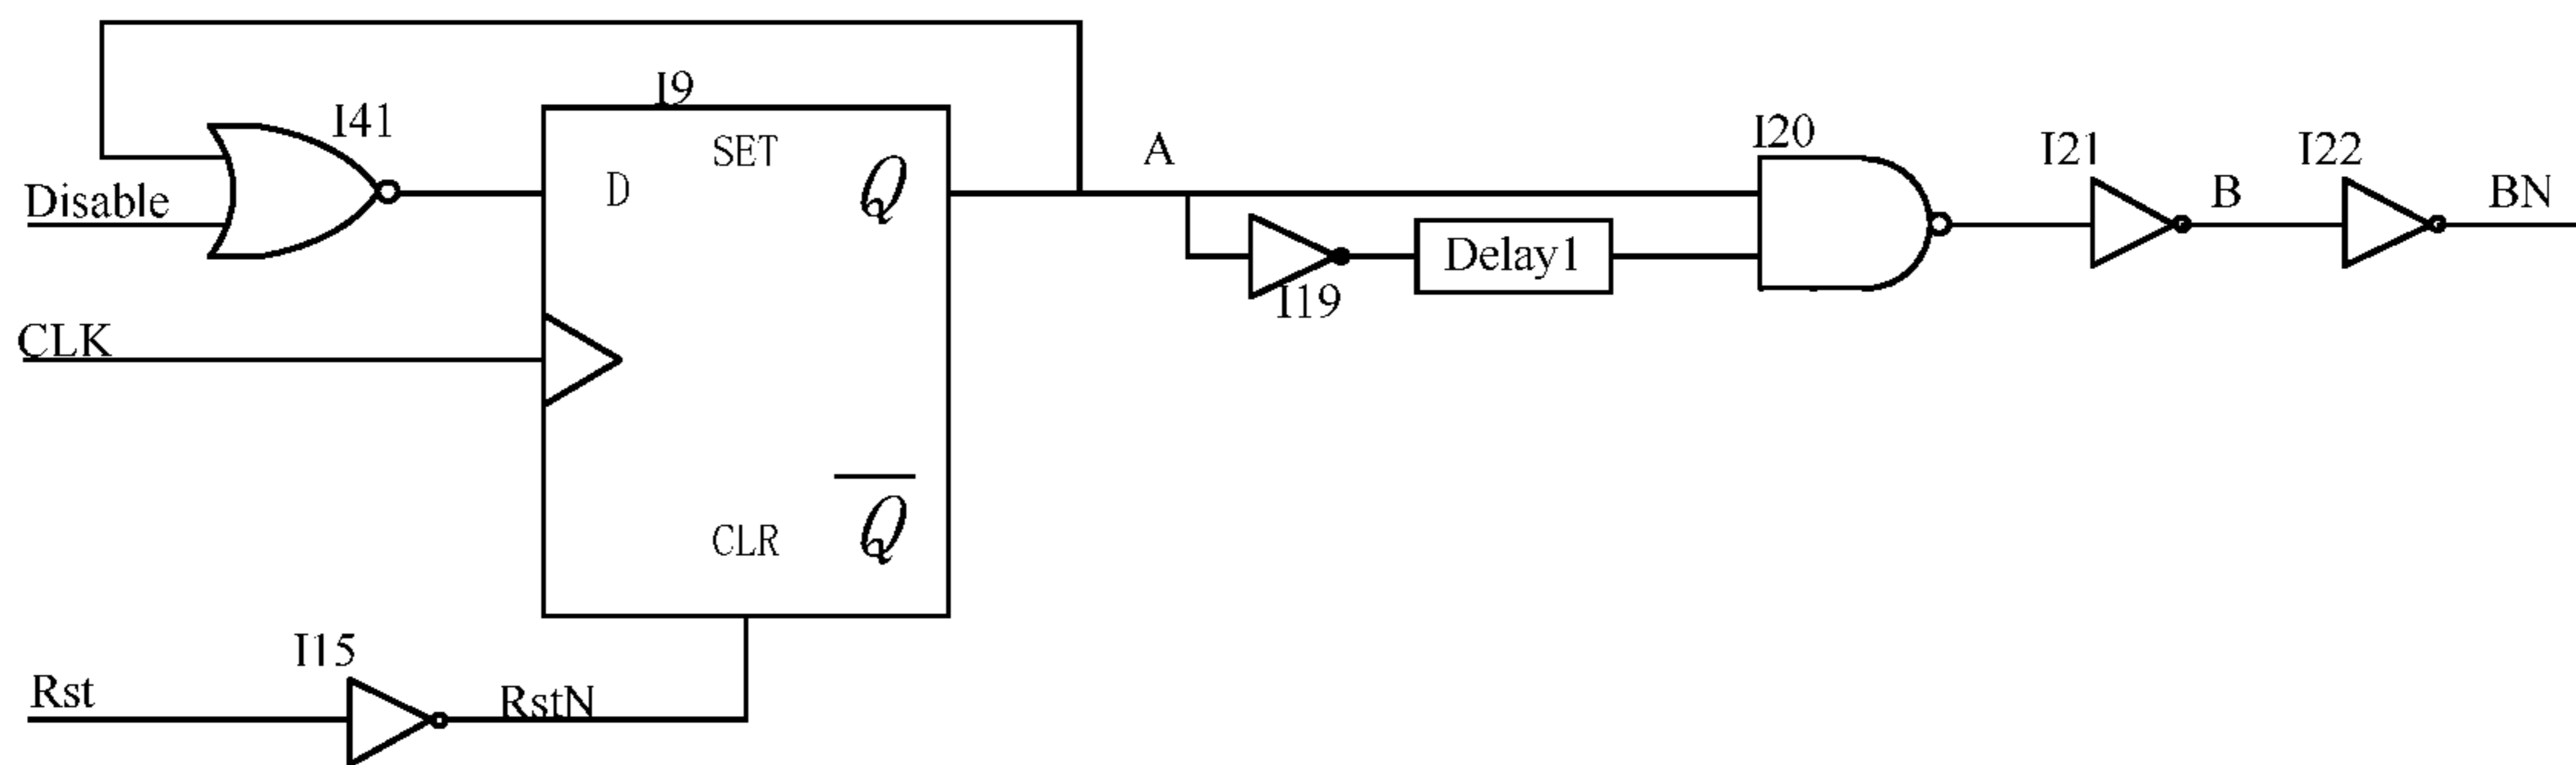 I9
I41
SET
D
Q
Disable
A
I20
I21
I22
B
BN
Delay1
I19
CLK
CLR
Q
I15
Rst
RstN